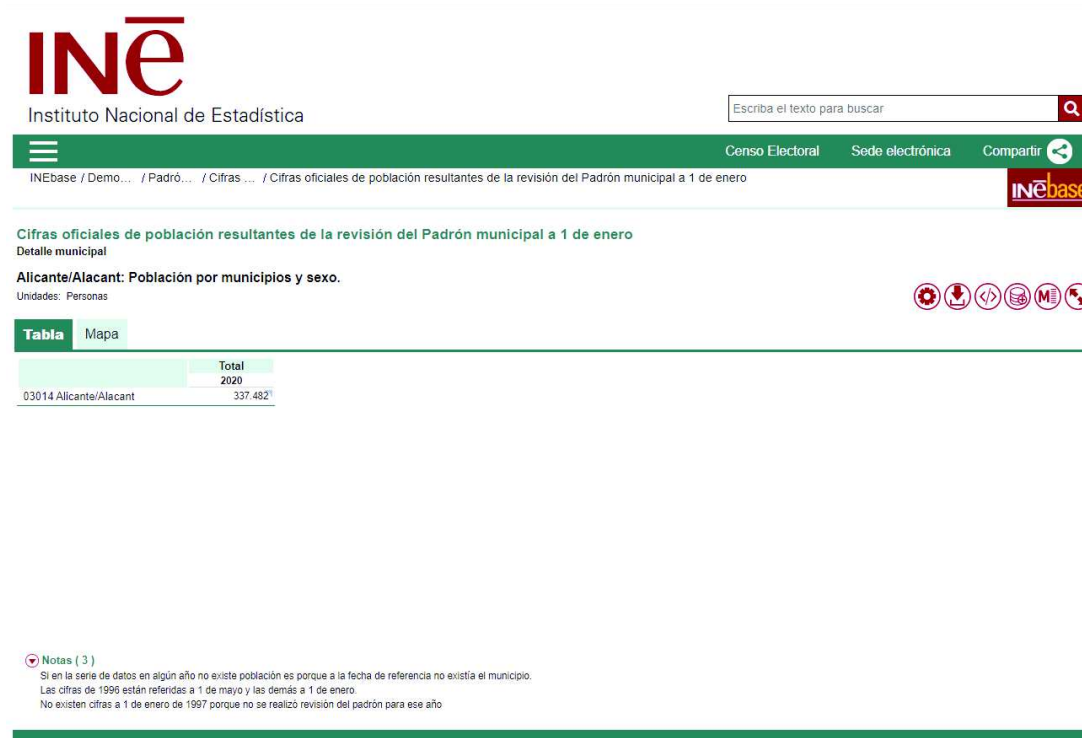 INe
Instituto Nacional de Estadística
Escriba el texto para buscar
Censo Electoral Sede electrónica Compartir
INEbase / Demo... / Padró... / Cifras ... / Cifras oficiales de población resultantes de la revisión del Padrón municipal a 1 de enero
INebase
Cifras oficiales de población resultantes de la revisión del Padrón municipal a 1 de enero
Detalle municipal
Alicante/Alacant: Población por municipios y sexo.
Unidades: Personas
Tabla Mapa
Total
2020
03014 Alicante/Alacant 337.482
Notas ( 3 )
Si en la serie de datos en algún año no existe población es porque a la fecha de referencia no existía el municipio.
Las cifras de 1996 están referidas a 1 de mayo y las demás a 1 de enero.
No existen cifras a 1 de enero de 1997 porque no se realizó revisión del padrón para ese año